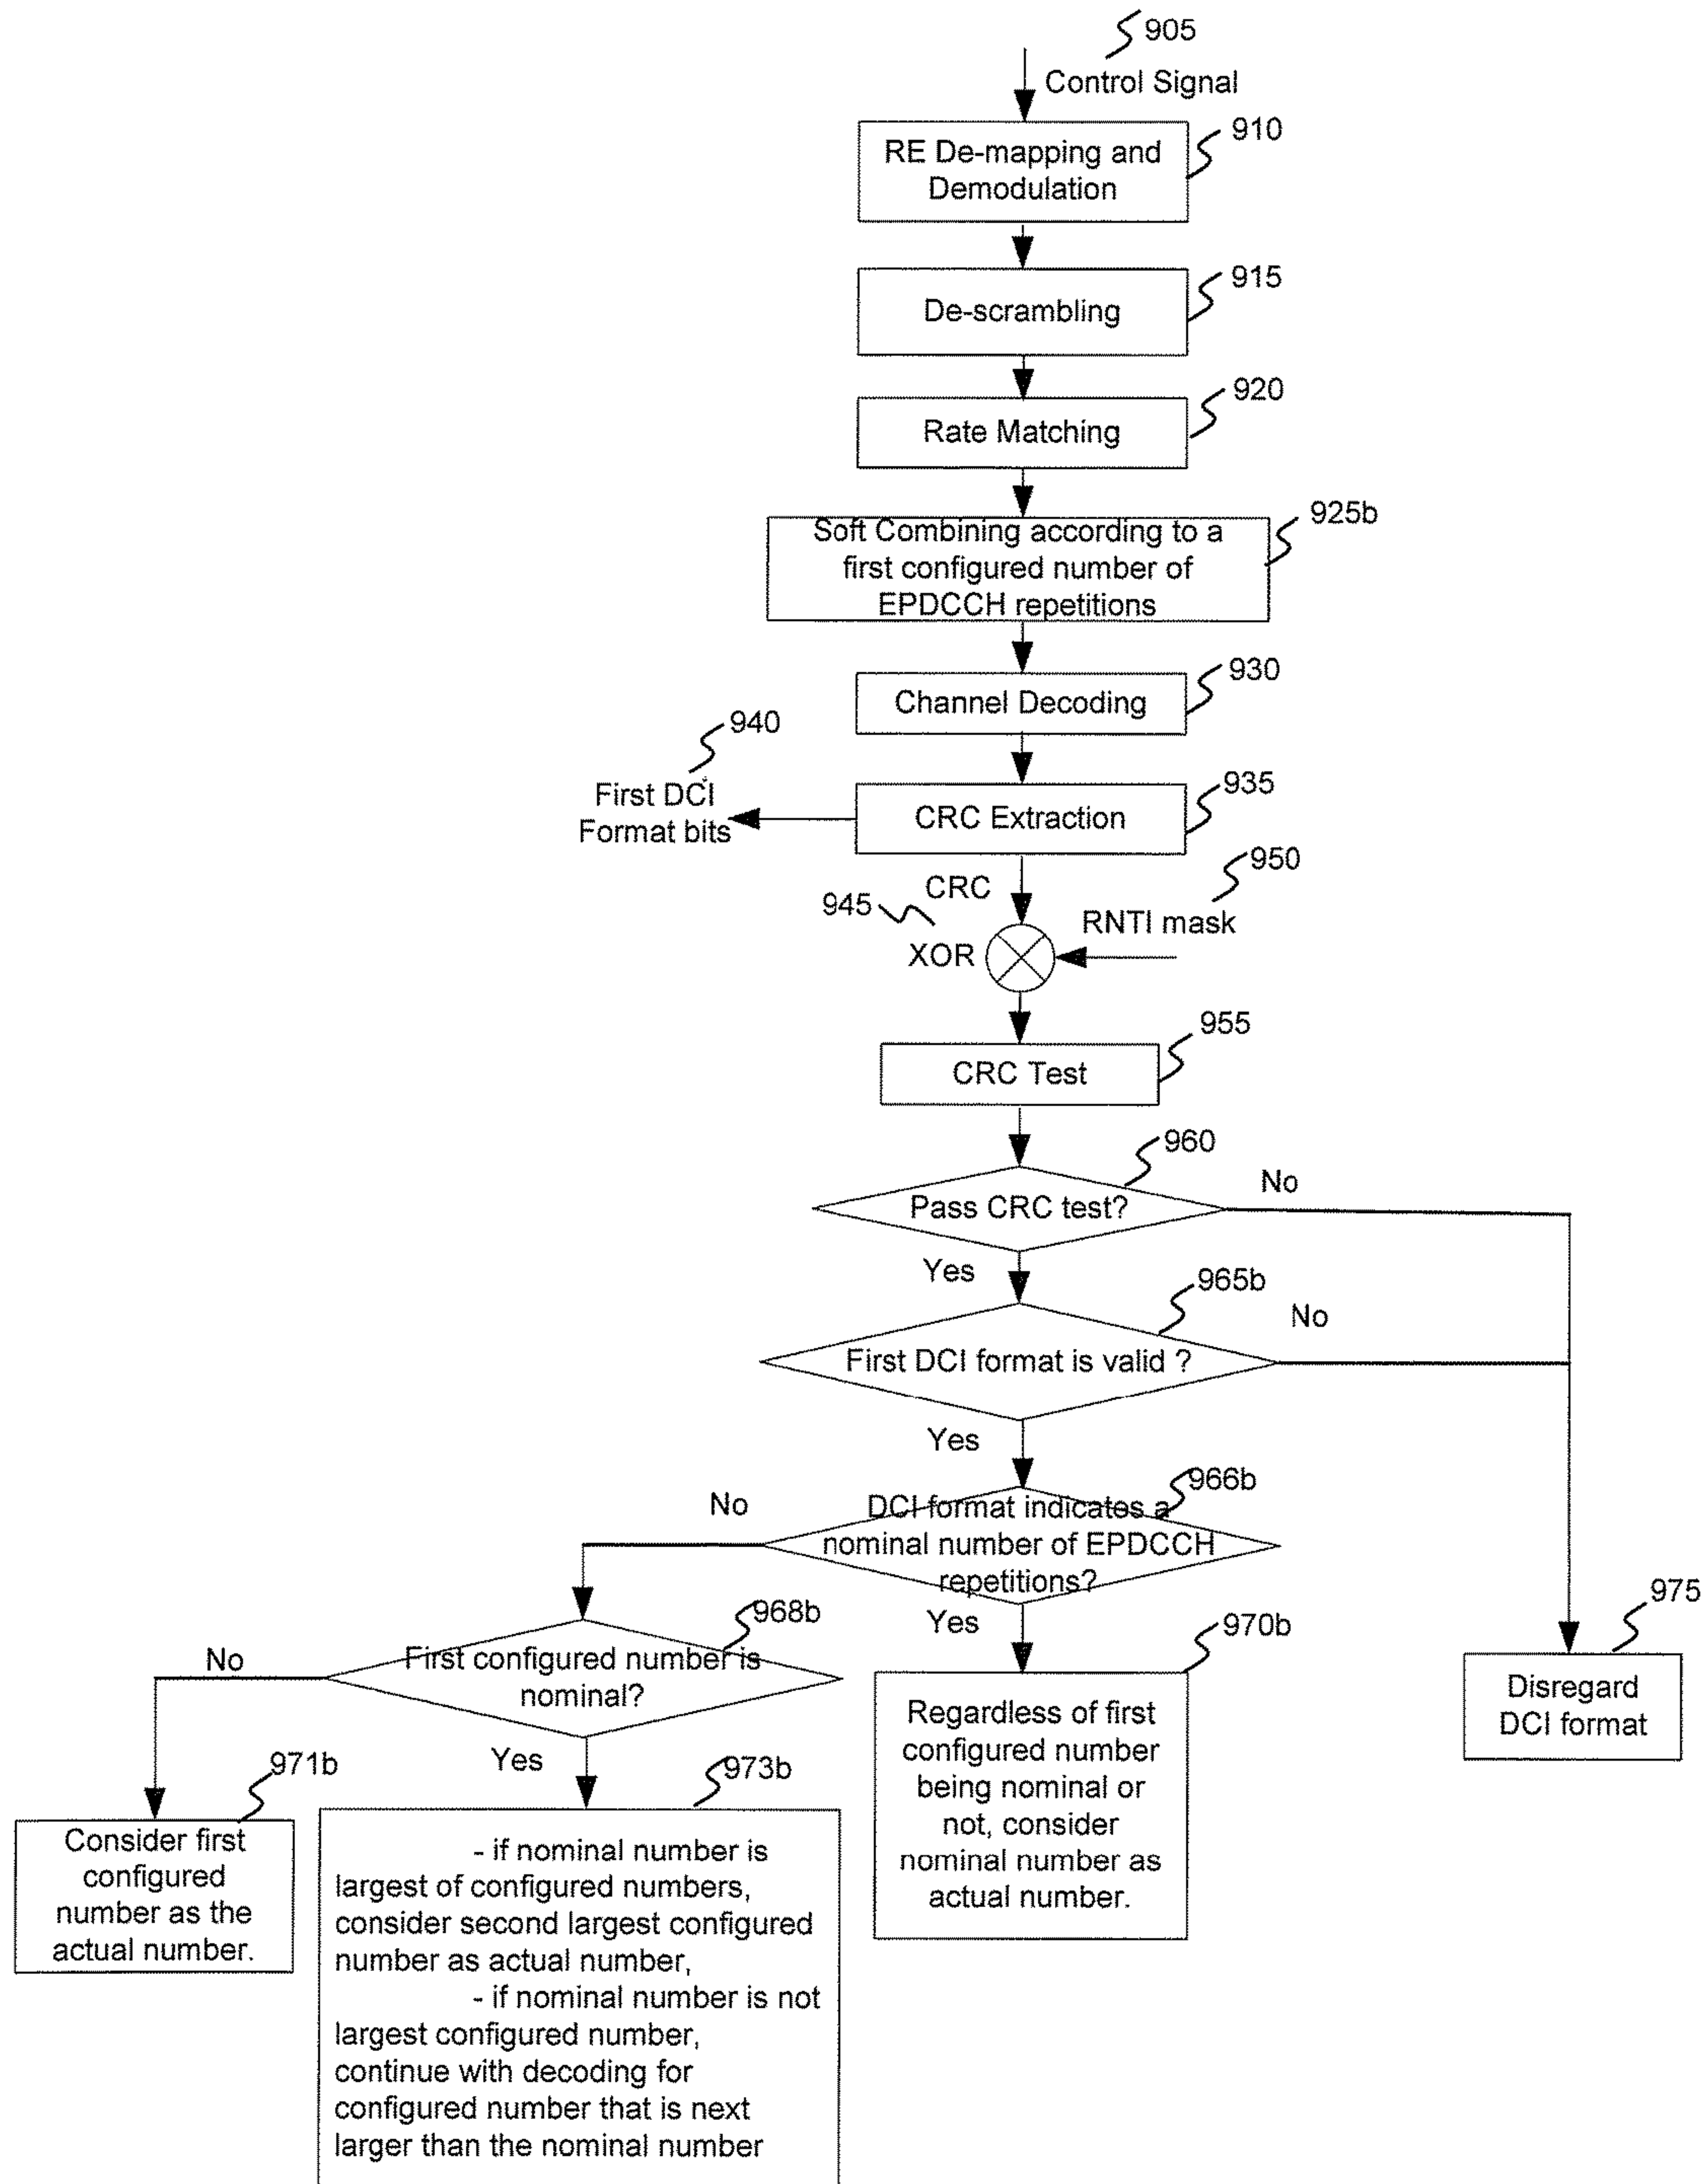 905
Control Signal
910
RE De-mapping and
Demodulation
915
De-scrambling
920
Rate Matching
925b
Soft Combining according to a
first configured number of
EPDCCH repetitions
930
Channel Decoding
940
First DCI
Format bits
935
CRC Extraction
CRC
950
945
RNTI mask
XOR
955
CRC Test
960
Pass CRC test?
No
Yes
965b
No
First DCI format is valid ?
Yes
966b
No
DCI format indicates a
nominal number of EPDCCH
repetitions?
Yes
968b
No
First configured number is
nominal?
Yes
970b
Regardless of first
configured number
being nominal or
not, consider
nominal number as
actual number.
975
Disregard
DCI format
971b
Consider first
configured
number as the
actual number.
973b
- if nominal number is
largest of configured numbers,
consider second largest configured
number as actual number,
- if nominal number is not
largest configured number,
continue with decoding for
configured number that is next
larger than the nominal number